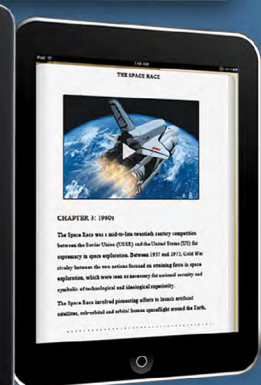 iPad
7:48 AM
THE SPACE RACE
CHAPTER 3: 1960s
The Space Race was a mid-to-late twentieth century competition
between the Soviet Union (USSR) and the United States (US) for
supremacy in space exploration. Between 1957 and 1975, Cold War
rivalry between the two nations focused on attaining firsts in space
exploration, which were seen as necessary for national security and
symbolic of technological and ideological superiority.
The Space Race involved pioneering efforts to launch artificial
satellites, sub-orbital and orbital human spaceflight around the Earth,